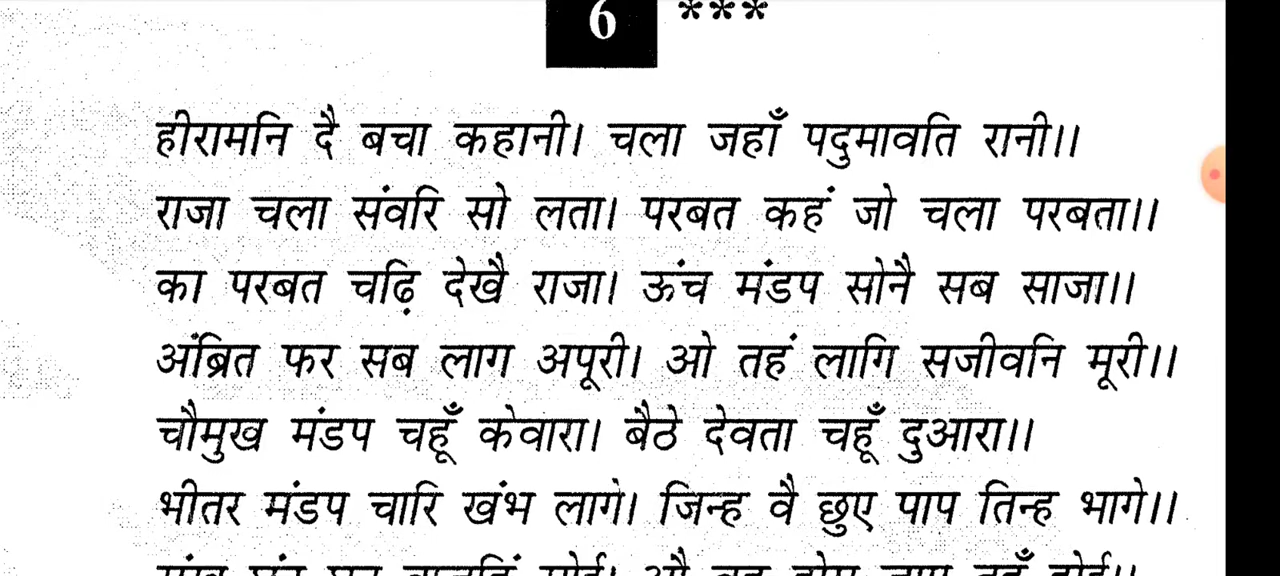 6 ***
हीरामनि दै बचा कहानी। चला जहाँ पदुमावति रानी।।
राजा चला संवरि सो लता। परबत कहं जो चला परबता।।
का परबत चढ़ि देखै राजा। ऊंच मंडप सोनै सब साजा।।
अंब्रित फर सब लाग अपूरी। ओ तहं लागि सजीवनि मूरी।।
चौमुख मंडप चहूँ केवारा। बैठे देवता चहूँ दुआरा।।
भीतर मंडप चारि खंभ लागे। जिन्ह वै छुए पाप तिन्ह भागे।।